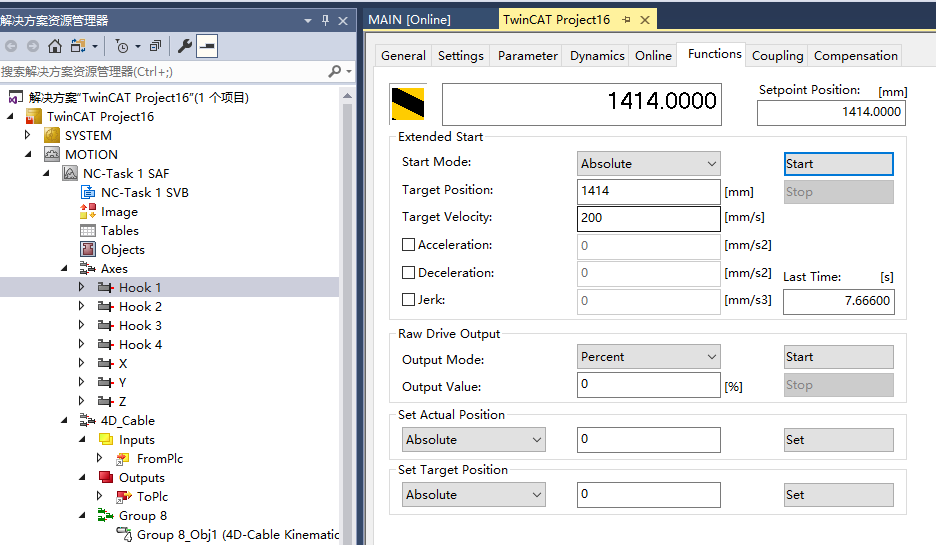 解决方案资源管理器
搜索解决方案资源管理器(Ctrl+;)
解决方案"TwinCAT Project16"(1 个项目)
TwinCAT Project16
SYSTEM
MOTION
NC-Task 1 SAF
NC-Task 1 SVB
Image
Tables
Objects
Axes
Hook 1
Hook 2
Hook 3
Hook 4
X
Y
Z
4D_Cable
Inputs
FromPlc
Outputs
ToPlc
Group 8
Group 8_Obj1 (4D-Cable Kinematic
MAIN [Online] TwinCAT Project16
General Settings Parameter Dynamics Online Functions Coupling Compensation
1414.0000
Setpoint Position: [mm]
1414.0000
Extended Start
Start Mode: Absolute Start
Target Position: 1414 [mm] Stop
Target Velocity: 200 [mm/s]
Acceleration: 0 [mm/s2]
Deceleration: 0 [mm/s2] Last Time: [s]
Jerk: 0 [mm/s3] 7.66600
Raw Drive Output
Output Mode: Percent Start
Output Value: 0 [%] Stop
Set Actual Position
Absolute 0 Set
Set Target Position
Absolute 0 Set